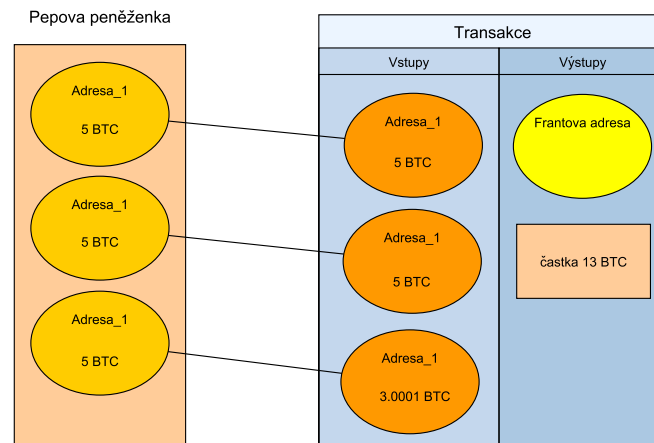 Pepova peněženka
Adresa_1
5 BTC
Adresa_1
5 BTC
Adresa_1
5 BTC
Transakce
Vstupy
Výstupy
Adresa_1
5 BTC
Adresa_1
5 BTC
Adresa_1
3.0001 BTC
Frantova adresa
častka 13 BTC